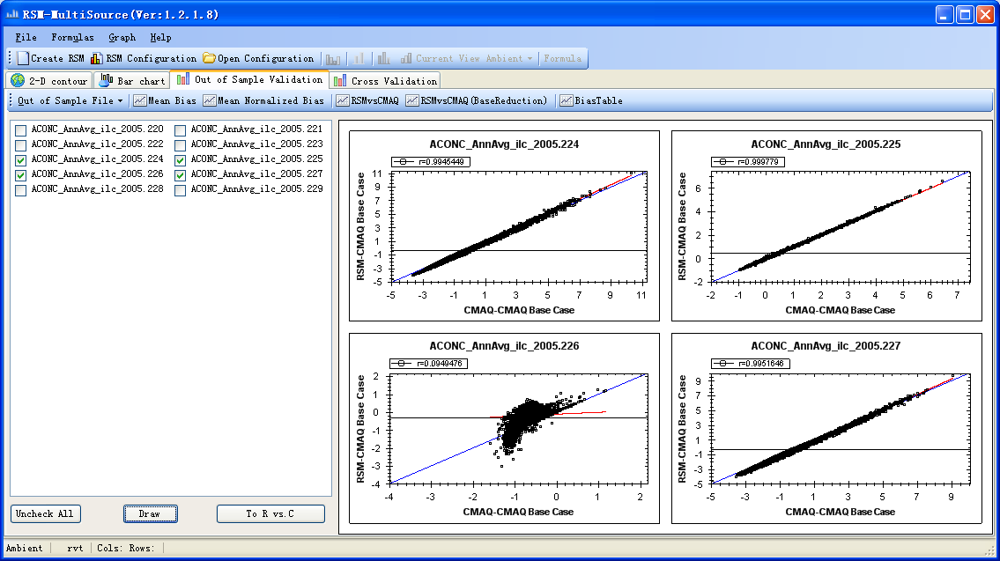 RSM-MultiSource(Ver:1.2.1.8)
File Formulas Graph Help
Create RSM RSM Configuration Open Configuration Current View Ambient Formula
2-D contour Bar chart Out of Sample Validation Cross Validation
Out of Sample File Mean Bias Mean Normalized Bias RSMvsCMAQ RSMvsCMAQ(BaseReduction) BiasTable
ACONC_AnnAvg_ilc_2005.220 ACONC_AnnAvg_ilc_2005.221
ACONC_AnnAvg_ilc_2005.222 ACONC_AnnAvg_ilc_2005.223
ACONC_AnnAvg_ilc_2005.224 ACONC_AnnAvg_ilc_2005.225
ACONC_AnnAvg_ilc_2005.226 ACONC_AnnAvg_ilc_2005.227
ACONC_AnnAvg_ilc_2005.228 ACONC_AnnAvg_ilc_2005.229
Uncheck All Draw To R vs.C
ACONC_AnnAvg_ilc_2005.224
r=0.9945449
RSM-CMAQ Base Case
11
9
7
5
3
1
-1
-3
-5
-5 -3 -1 1 3 5 7 9 11
CMAQ-CMAQ Base Case
ACONC_AnnAvg_ilc_2005.225
r=0.999779
RSM-CMAQ Base Case
6
4
2
0
-2
-2 -1 0 1 2 3 4 5 6 7
CMAQ-CMAQ Base Case
ACONC_AnnAvg_ilc_2005.226
r=0.0949476
RSM-CMAQ Base Case
2
1
0
-1
-2
-3
-4
-4 -3 -2 -1 0 1 2
CMAQ-CMAQ Base Case
ACONC_AnnAvg_ilc_2005.227
r=0.9951646
RSM-CMAQ Base Case
9
7
5
3
1
-1
-3
-5
-5 -3 -1 1 3 5 7 9
CMAQ-CMAQ Base Case
Ambient rvt Cols: Rows: